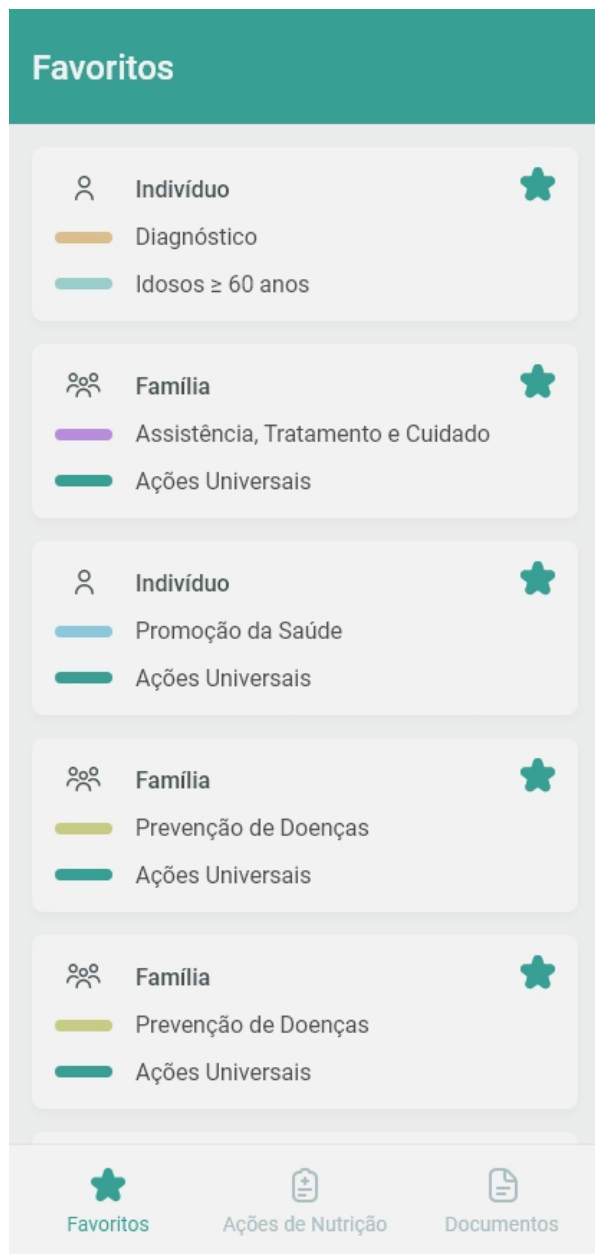 Favoritos
Indivíduo
Diagnóstico
Idosos ≥ 60 anos
Família
Assistência, Tratamento e Cuidado
Ações Universais
Indivíduo
Promoção da Saúde
Ações Universais
Família
Prevenção de Doenças
Ações Universais
Família
Prevenção de Doenças
Ações Universais
Favoritos
Ações de Nutrição
Documentos